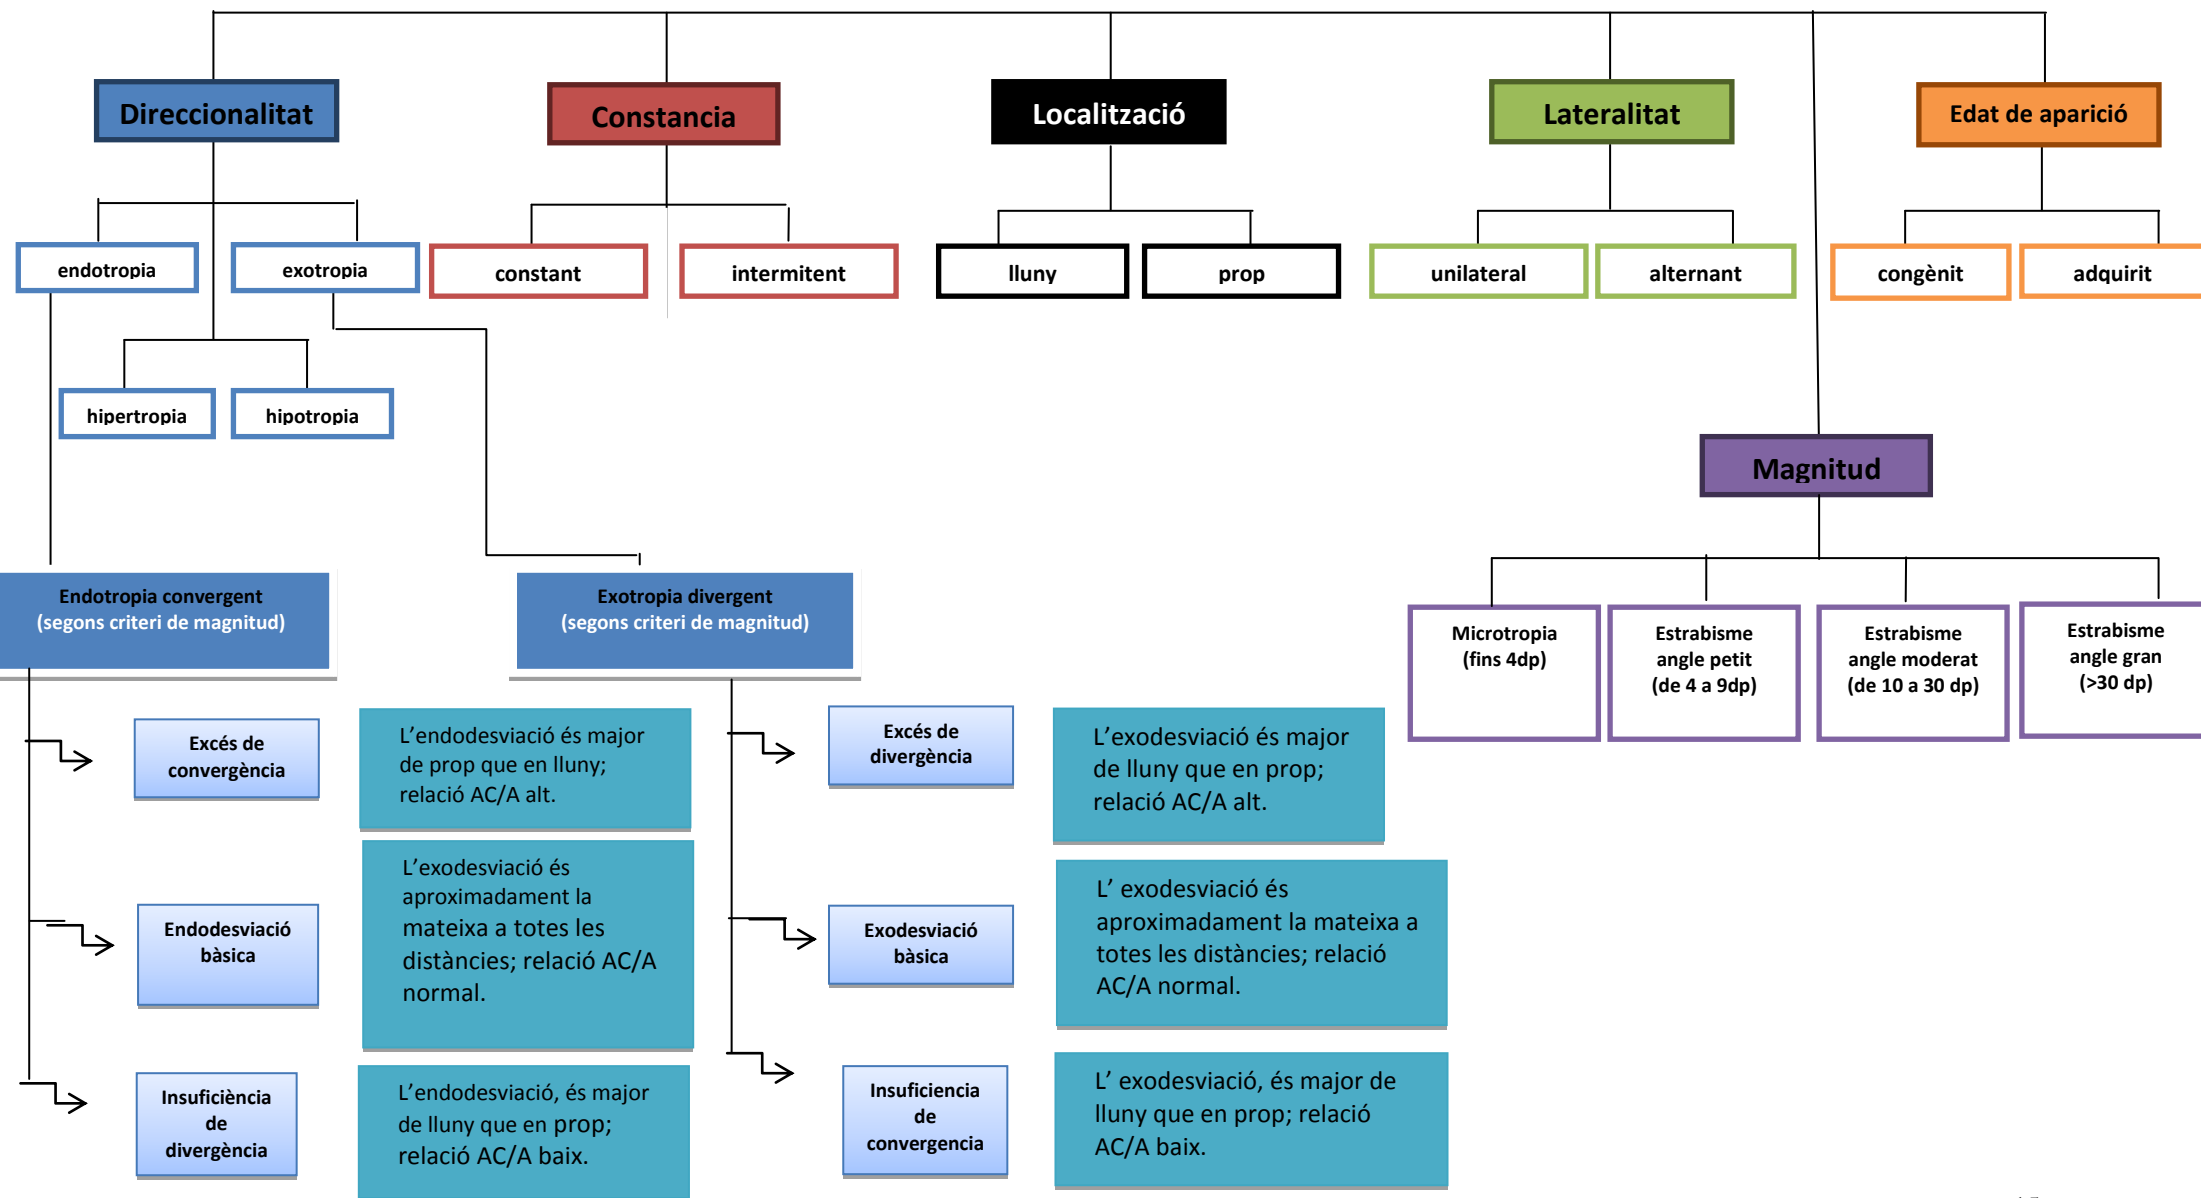 Direccionalitat
Constancia
Localització
Lateralitat
Edat de aparició
endotropia
exotropia
constant
intermitent
lluny
prop
unilateral
alternant
congènit
adquirit
hipertropia
hipotropia
Magnitud
Endotropia convergent
(segons criteri de magnitud)
Exotropia divergent
(segons criteri de magnitud)
Microtropia
(fins 4dp)
Estrabisme
angle petit
(de 4 a 9dp)
Estrabisme
angle moderat
(de 10 a 30 dp)
Estrabisme
angle gran
(>30 dp)
Excés de
convergència
L’endodesviació és major
de prop que en lluny;
relació AC/A alt.
Excés de
divergència
L’exodesviació és major
de lluny que en prop;
relació AC/A alt.
Endodesviació
bàsica
L’exodesviació és
aproximadament la
mateixa a totes les
distàncies; relació AC/A
normal.
Exodesviació
bàsica
L’ exodesviació és
aproximadament la mateixa a
totes les distàncies; relació
AC/A normal.
Insuficiència
de
divergència
L’endodesviació, és major
de lluny que en prop;
relació AC/A baix.
Insuficiencia
de
convergencia
L’ exodesviació, és major de
lluny que en prop; relació
AC/A baix.